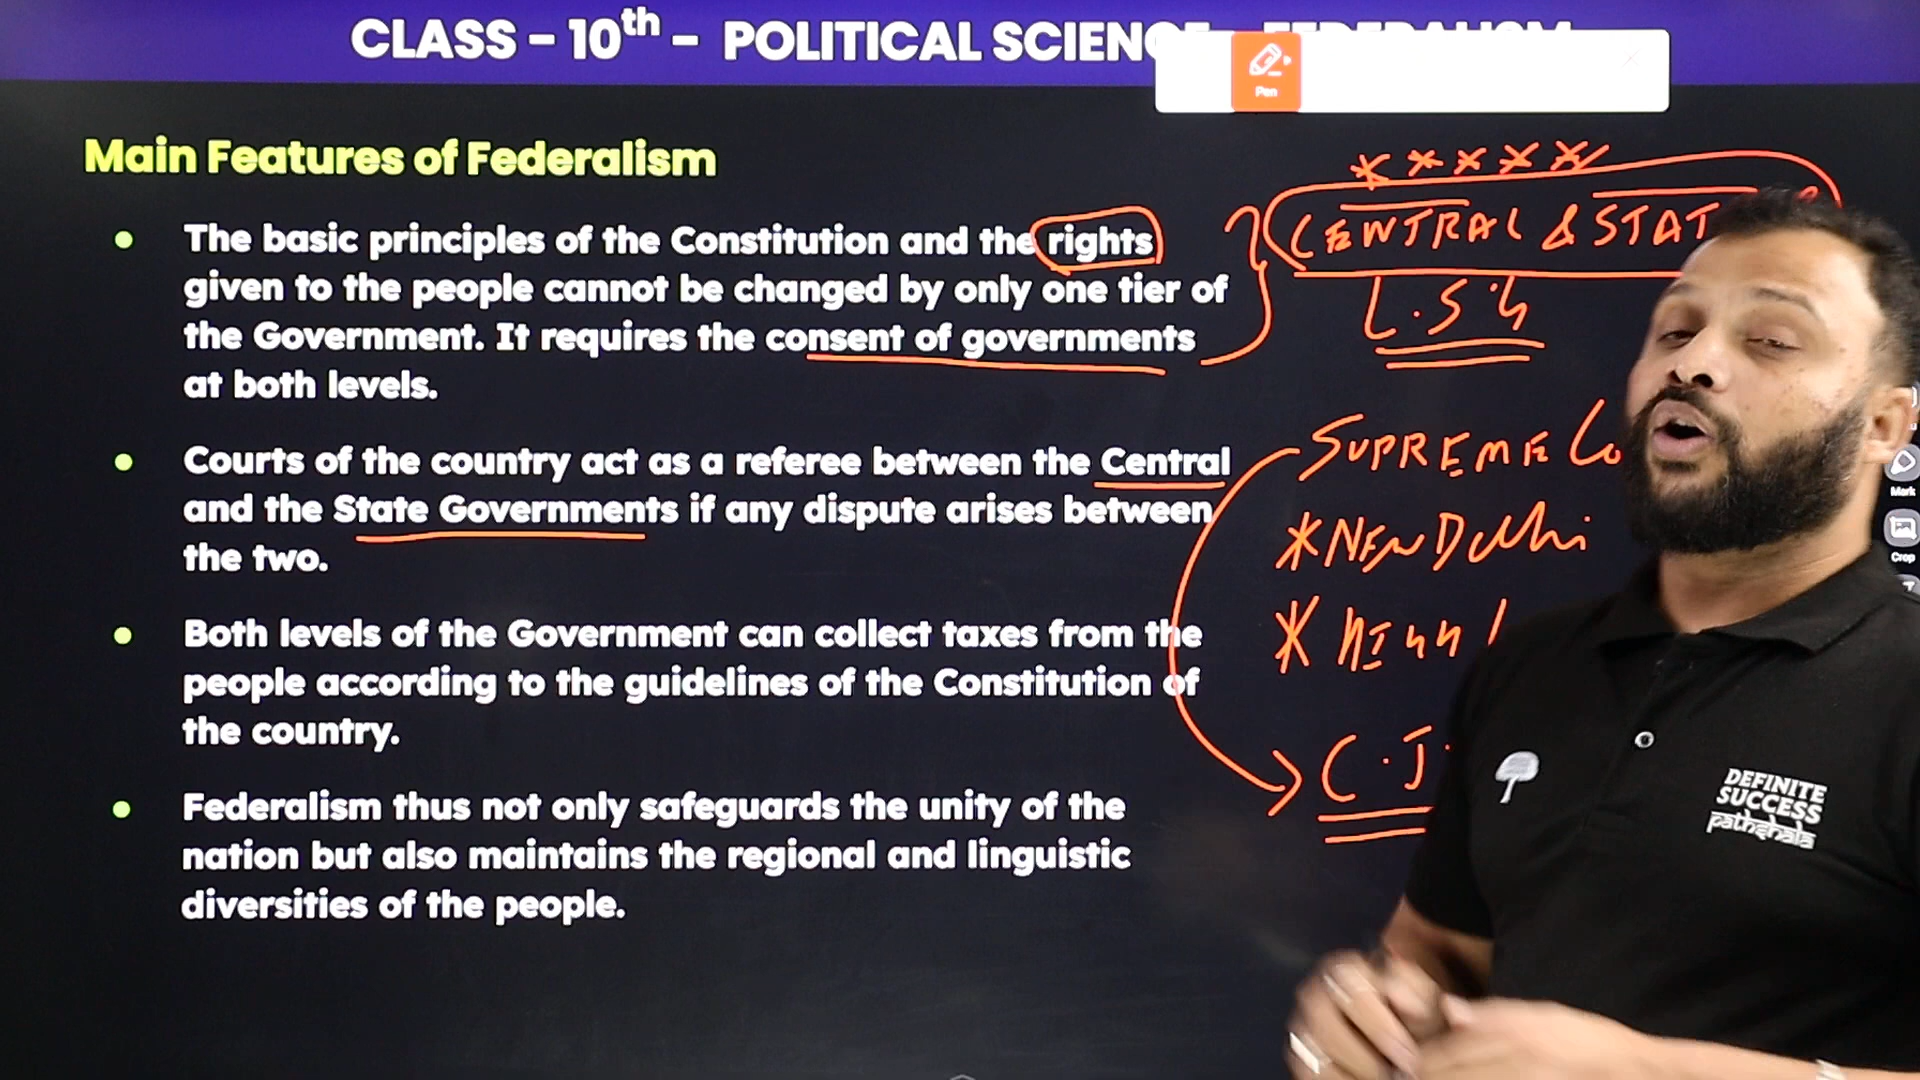 CLASS – 10th – POLITICAL SCIENCE – FEDERALISM
Pen
Main Features of Federalism
* * * * *
CENTRAL & STAT
L.S.G
• The basic principles of the Constitution and the rights
given to the people cannot be changed by only one tier of
the Government. It requires the consent of governments
at both levels.
• Courts of the country act as a referee between the Central
and the State Governments if any dispute arises between
the two.
• Both levels of the Government can collect taxes from the
people according to the guidelines of the Constitution of
the country.
• Federalism thus not only safeguards the unity of the
nation but also maintains the regional and linguistic
diversities of the people.
SUPREME Co
* NEW Delhi
C.J.
Mark
Crop
DEFINITE
SUCCESS
pathshala